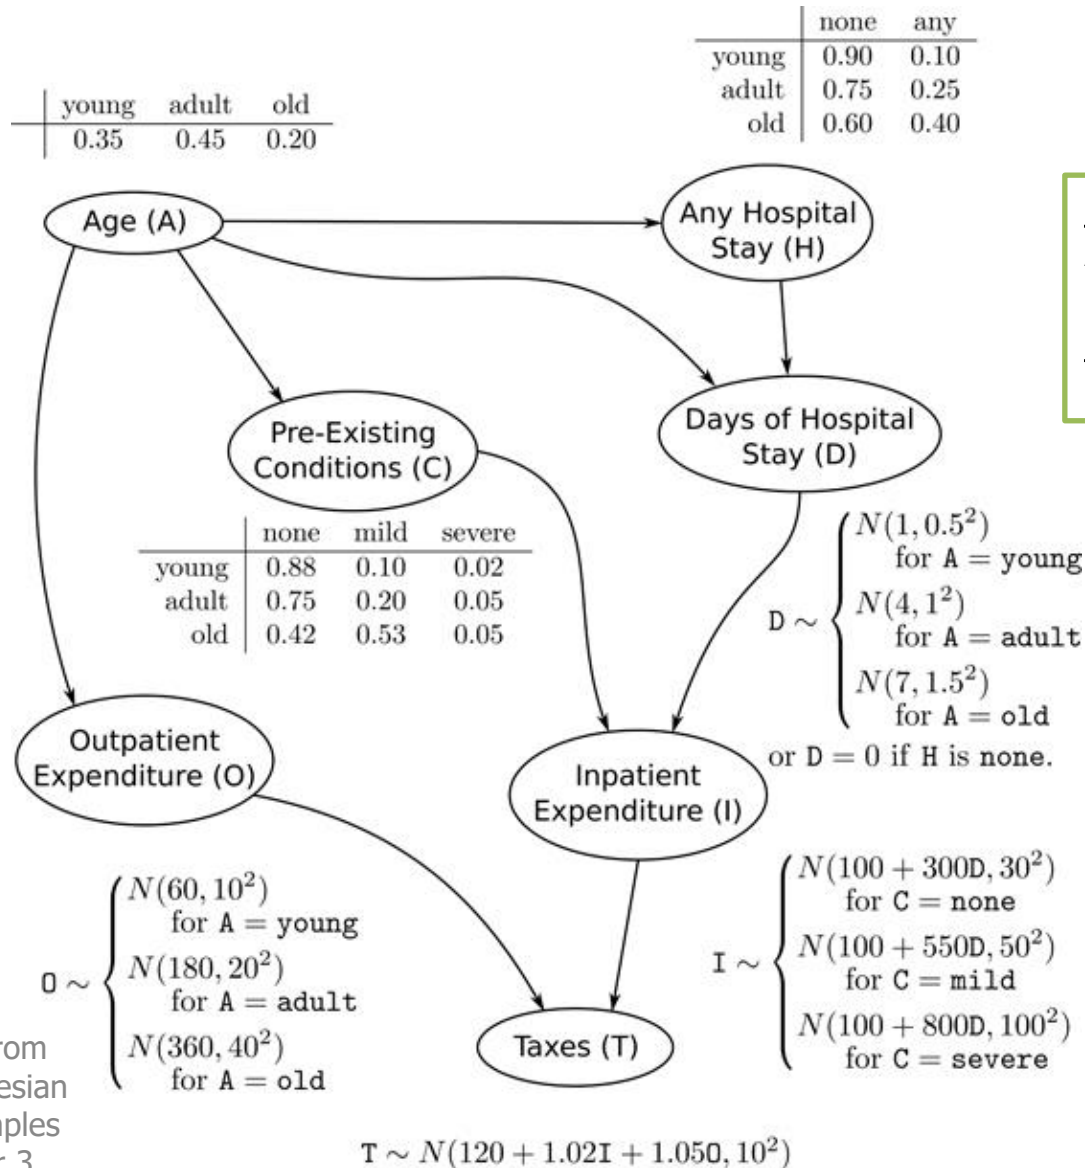 none any
young 0.90 0.10
adult 0.75 0.25
old 0.60 0.40
young adult old
0.35 0.45 0.20
Age (A)
Any Hospital
Stay (H)
Pre-Existing
Conditions (C)
Days of Hospital
Stay (D)
none mild severe
young 0.88 0.10 0.02
adult 0.75 0.20 0.05
old 0.42 0.53 0.05
D ∼ { N(1, 0.5²)
for A = young
N(4, 1²)
for A = adult
N(7, 1.5²)
for A = old
or D = 0 if H is none.
Outpatient
Expenditure (O)
Inpatient
Expenditure (I)
O ∼ { N(60, 10²)
for A = young
N(180, 20²)
for A = adult
N(360, 40²)
for A = old
I ∼ { N(100 + 300D, 30²)
for C = none
N(100 + 550D, 50²)
for C = mild
N(100 + 800D, 100²)
for C = severe
Taxes (T)
T ∼ N(120 + 1.02I + 1.05O, 10²)